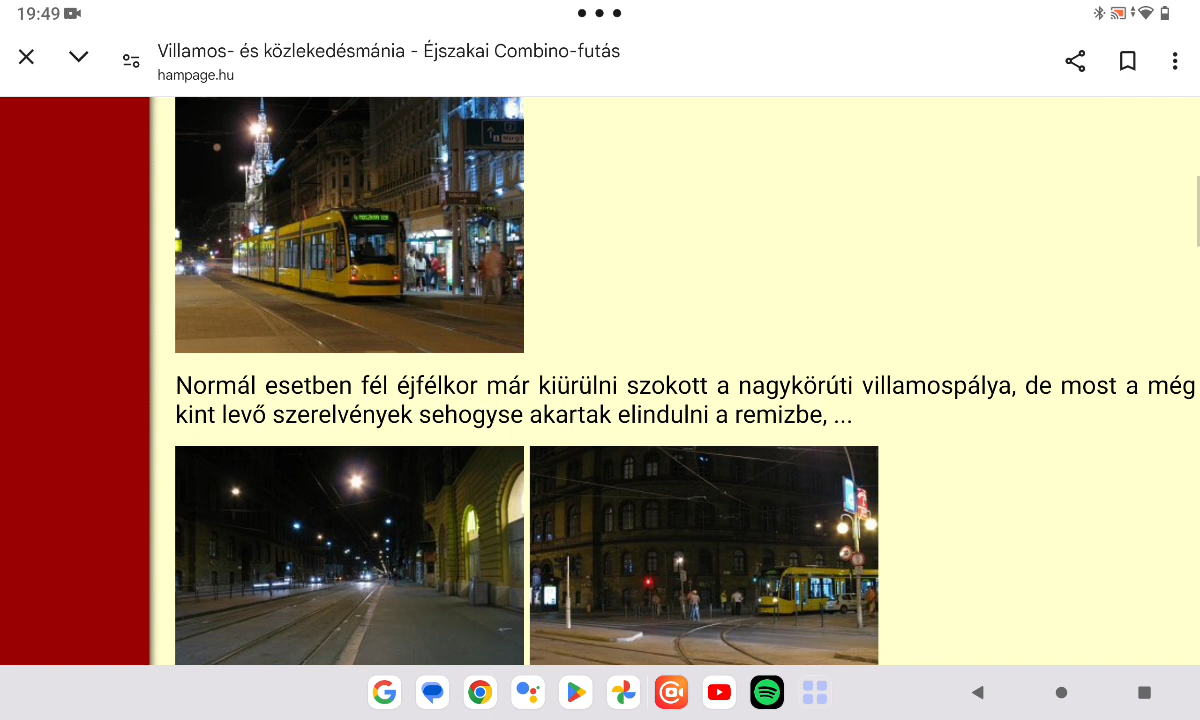 19:49
Villamos- és közlekedésmánia - Éjszakai Combino-futás
hampage.hu
Normál esetben fél éjfélkor már kiürülni szokott a nagykörúti villamospálya, de most a még
kint levő szerelvények sehogyse akartak elindulni a remizbe, ...